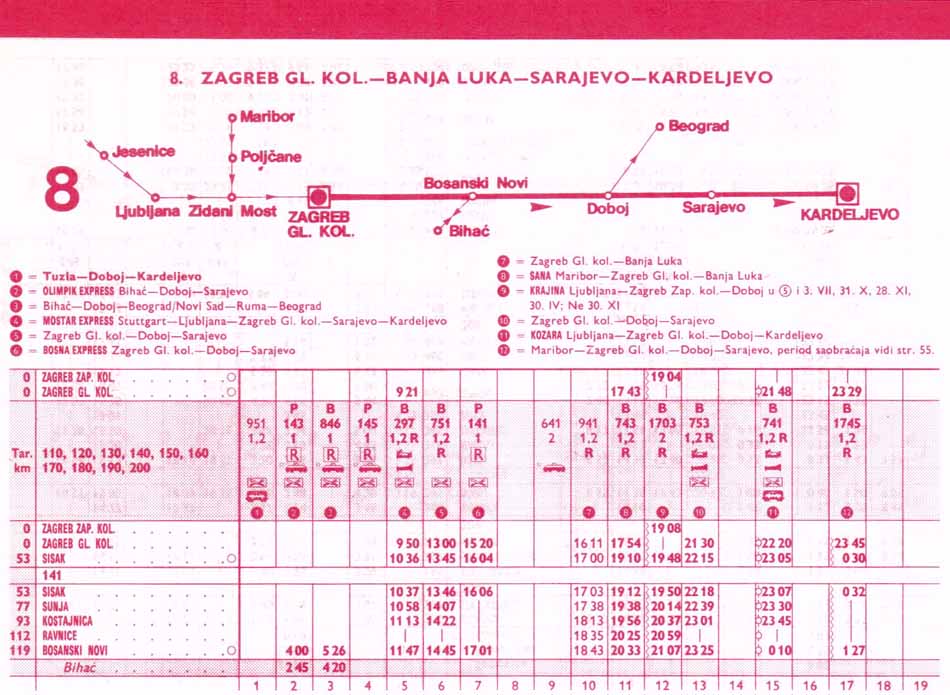 8. ZAGREB GL. KOL.—BANJA LUKA—SARAJEVO—KARDELJEVO
8
Jesenice
Maribor
Poljčane
Ljubljana Zidani Most
ZAGREB
GL. KOL.
Bosanski Novi
Bihać
Doboj
Beograd
Sarajevo
KARDELJEVO
1 = Tuzla—Doboj—Kardeljevo
2 = OLIMPIK EXPRESS Bihać—Doboj—Sarajevo
3 = Bihać—Doboj—Beograd/Novi Sad—Ruma—Beograd
4 = MOSTAR EXPRESS Stuttgart—Ljubljana—Zagreb Gl. kol.—Sarajevo—Kardeljevo
5 = Zagreb Gl. kol.—Doboj—Sarajevo
6 = BOSNA EXPRESS Zagreb Gl. kol.—Doboj—Sarajevo
7 = Zagreb Gl. kol.—Banja Luka
8 = SANA Maribor—Zagreb Gl. kol.—Banja Luka
9 = KRAJINA Ljubljana—Zagreb Zap. kol.—Doboj u 5 i 3. VII, 31. X, 28. XI,
30. IV; Ne 30. XI
10 = Zagreb Gl. kol.—Doboj—Sarajevo
11 = KOZARA Ljubljana—Zagreb Gl. kol.—Doboj—Kardeljevo
12 = Maribor—Zagreb Gl. kol.—Doboj—Sarajevo, period saobraćaja vidi str. 55.
0 ZAGREB ZAP. KOL. 19 04
0 ZAGREB GL. KOL. 9 21 17 43 21 48 23 29
P B P B B P B B B B B
951 143 846 145 297 751 141 641 941 743 1703 753 741 1745
1,2 1 1 1 1,2 R 1,2 1 2 1,2 1,2 2 1,2 R 1,2 R 1,2
R R R R R R R R
Tar. 110, 120, 130, 140, 150, 160
km 170, 180, 190, 200
1 2 3 4 5 6 7 8 9 10 11 12
0 ZAGREB ZAP. KOL. 19 08
0 ZAGREB GL. KOL. 9 50 13 00 15 20 16 11 17 54 21 30 22 20 23 45
53 SISAK 10 36 13 45 16 04 17 00 19 10 19 48 22 15 23 05 0 30
141
53 SISAK 10 37 13 46 16 06 17 03 19 12 19 50 22 18 23 07 0 32
77 SUNJA 10 58 14 07 17 38 19 38 20 14 22 39 23 30
93 KOSTAJNICA 11 13 14 22 18 13 19 56 20 37 23 01 23 45
112 RAVNICE 18 35 20 25 20 59
119 BOSANSKI NOVI 4 00 5 26 11 47 14 45 17 01 18 43 20 33 21 07 23 25 0 10 1 27
Bihać 2 45 4 20
1 2 3 4 5 6 7 8 9 10 11 12 13 14 15 16 17 18 19